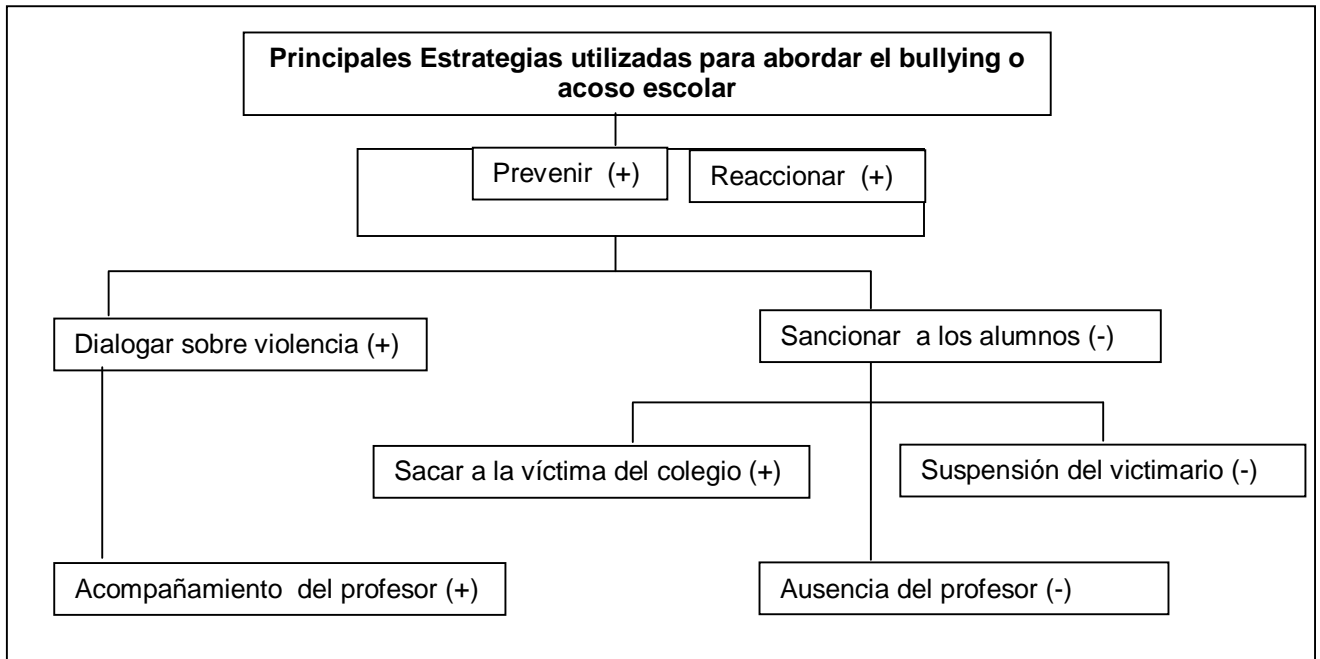 Principales Estrategias utilizadas para abordar el bullying o
acoso escolar
Prevenir (+)
Reaccionar (+)
Dialogar sobre violencia (+)
Sancionar a los alumnos (-)
Sacar a la víctima del colegio (+)
Suspensión del victimario (-)
Acompañamiento del profesor (+)
Ausencia del profesor (-)